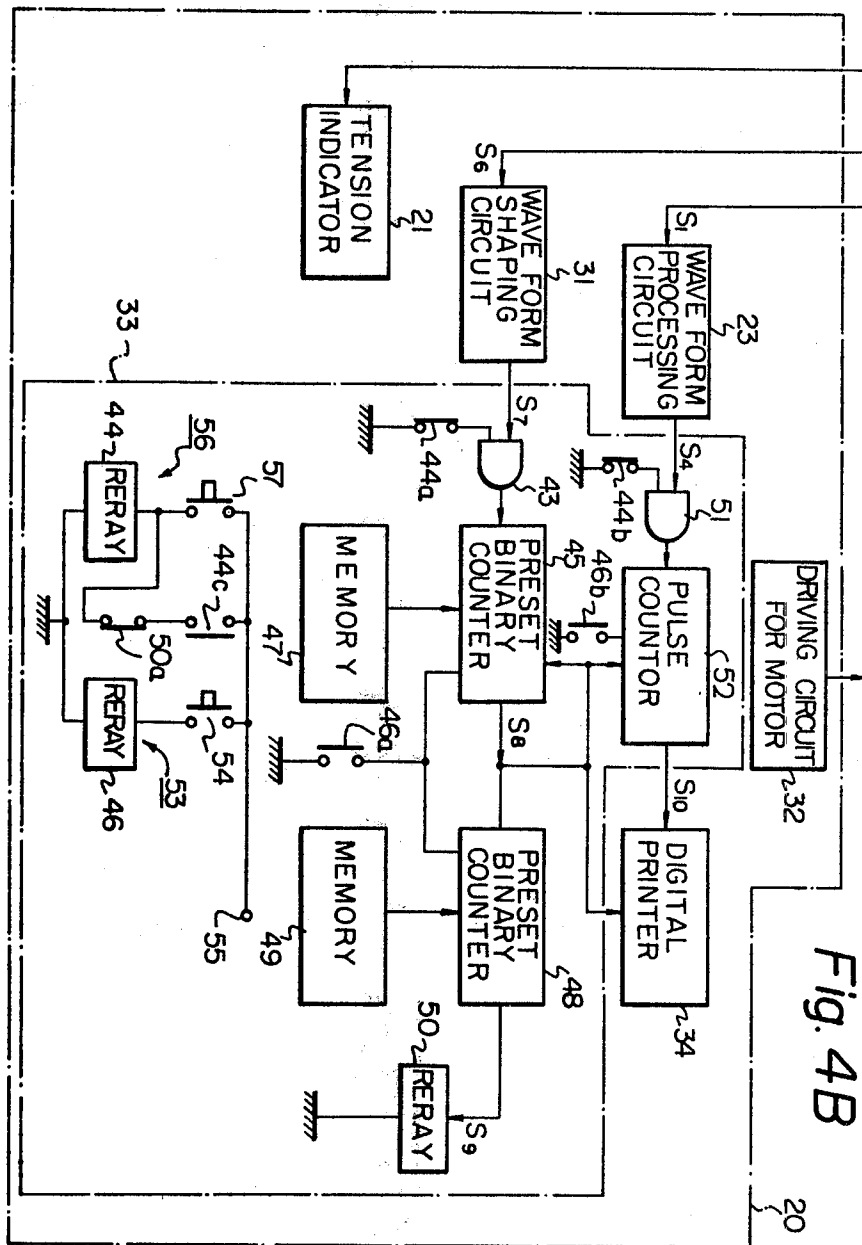 Fig. 4B
20
DRIVING CIRCUIT
FOR MOTOR
32
S1
WAVE FORM
PROCESSING
CIRCUIT
23
S4
51
44b
PULSE
COUNTOR
52
46b
S10
DIGITAL
PRINTER
34
S6
WAVE FORM
SHAPING
CIRCUIT
31
S7
43
44a
PRESET
BINARY
COUNTER
45
S8
PRESET
BINARY
COUNTER
48
TENSION
INDICATOR
21
MEMORY
47
46a
MEMORY
49
50
RERAY
S9
33
56
57
44
RERAY
44c
50a
54
53
RERAY
46
55